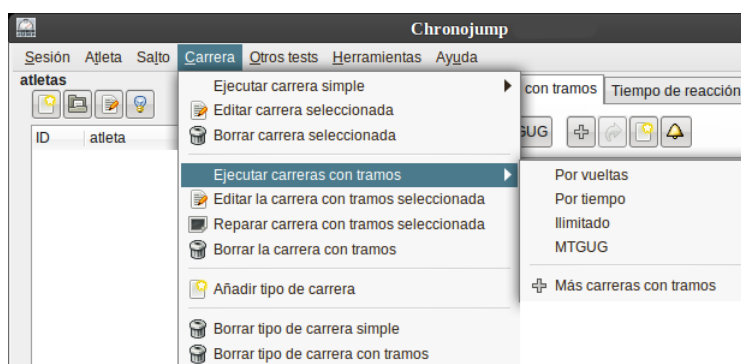 Chronojump
Sesión Atleta Salto Carrera Otros tests Herramientas Ayuda
atletas
ID atleta
Ejecutar carrera simple
Editar carrera seleccionada
Borrar carrera seleccionada
Ejecutar carreras con tramos
Editar la carrera con tramos seleccionada
Reparar carrera con tramos seleccionada
Borrar la carrera con tramos
Añadir tipo de carrera
Borrar tipo de carrera simple
Borrar tipo de carrera con tramos
con tramos Tiempo de reacción
GUG
Por vueltas
Por tiempo
Ilimitado
MTGUG
Más carreras con tramos